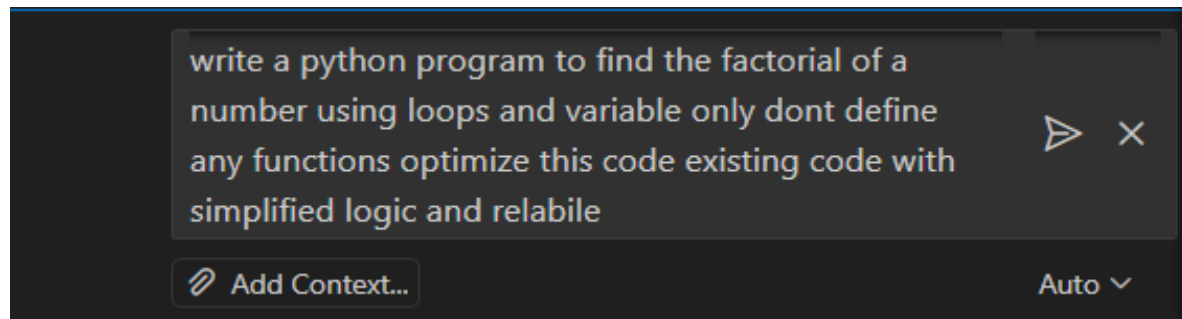 write a python program to find the factorial of a
number using loops and variable only dont define
any functions optimize this code existing code with
simplified logic and relabile
Add Context...
Auto